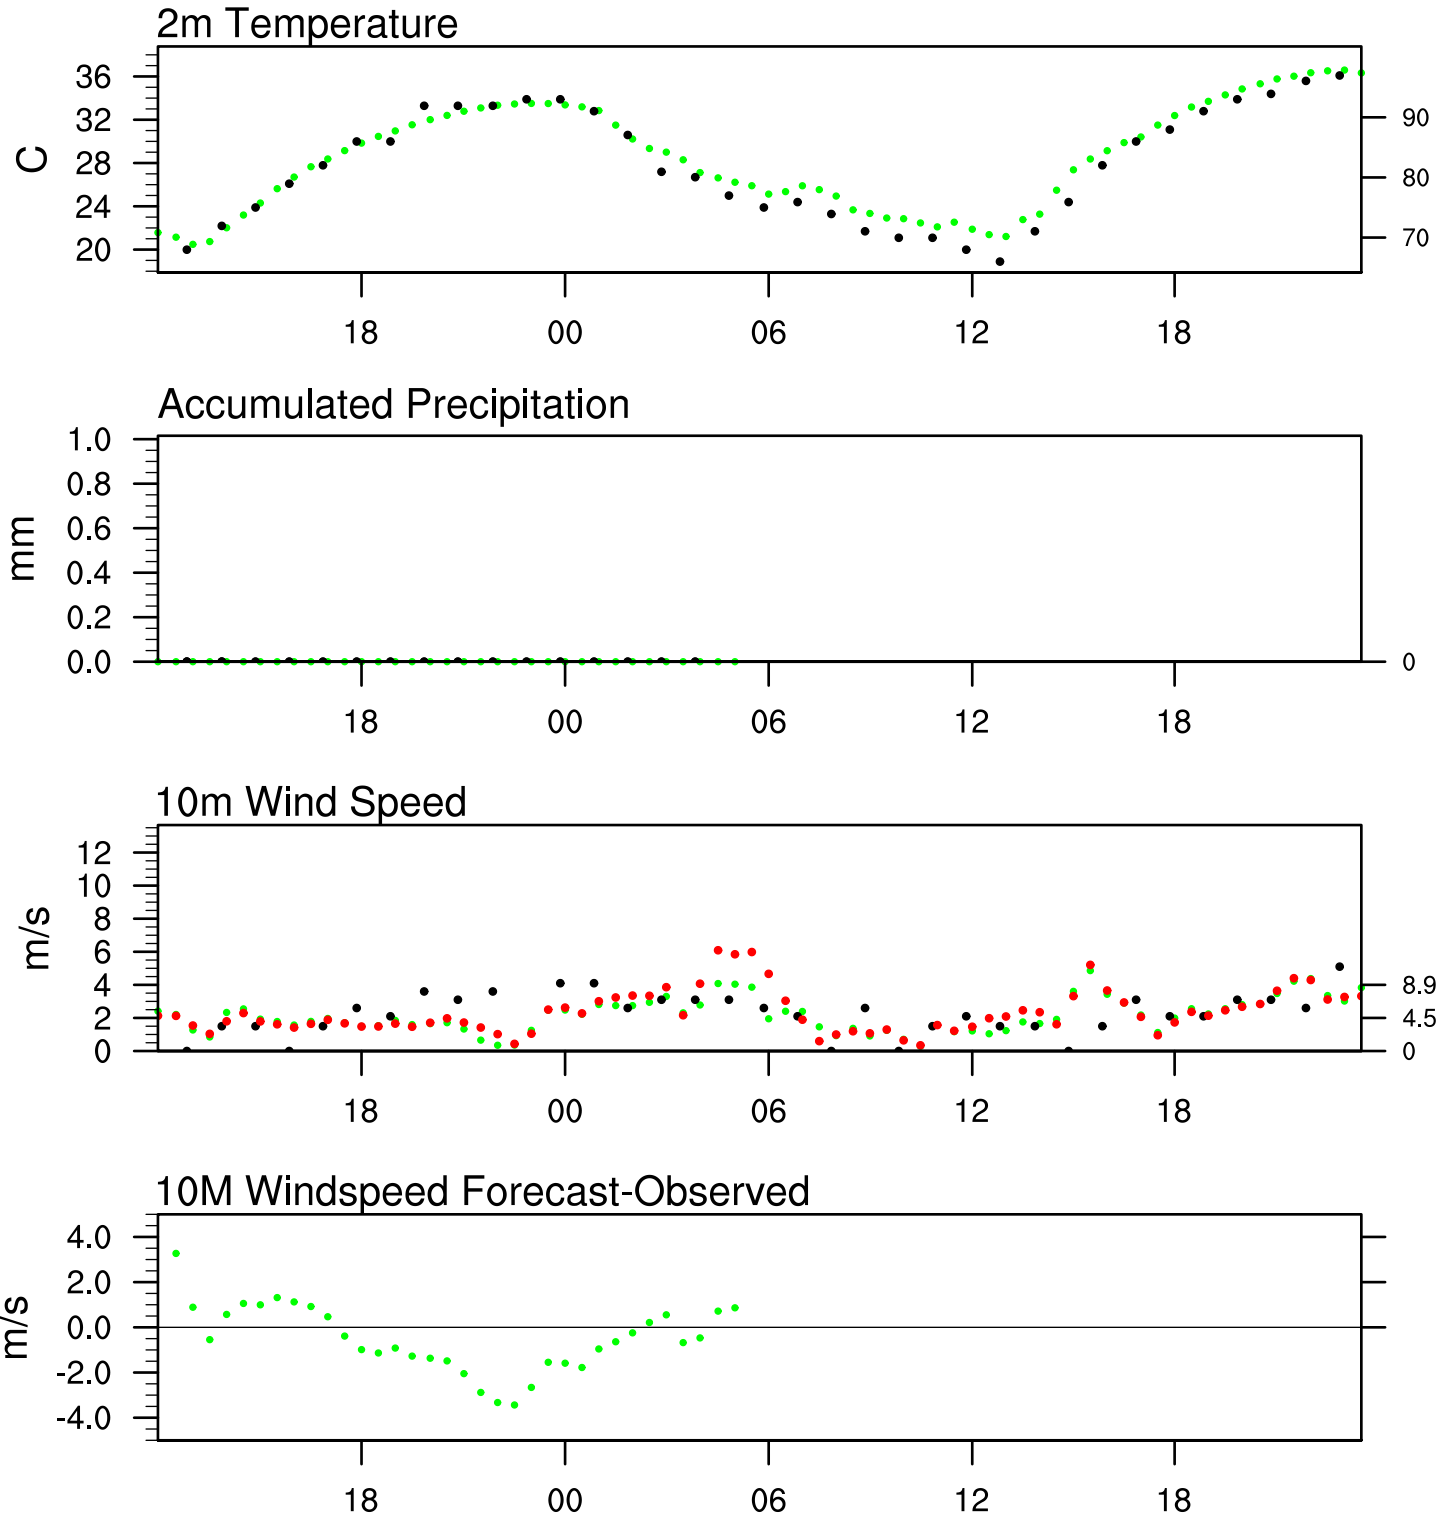 2m Temperature
36
32
28
24
20
C
90
80
70
18 00 06 12 18
Accumulated Precipitation
1.0
0.8
0.6
0.4
0.2
0.0
mm
0
18 00 06 12 18
10m Wind Speed
12
10
8
6
4
2
0
m/s
8.9
4.5
0
18 00 06 12 18
10M Windspeed Forecast-Observed
4.0
2.0
0.0
-2.0
-4.0
m/s
18 00 06 12 18